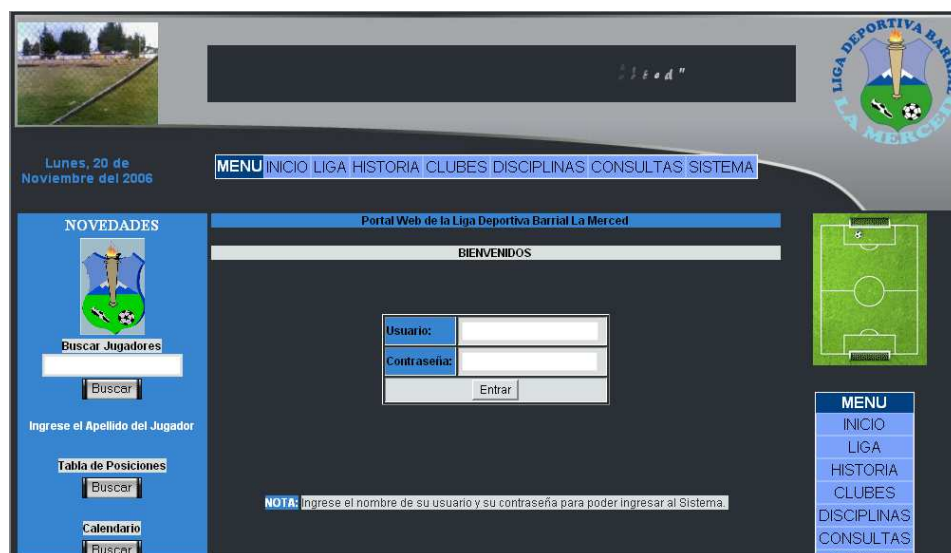 LIGA DEPORTIVA BARRIAL
LA MERCED
Lunes, 20 de
Noviembre del 2006
MENU INICIO LIGA HISTORIA CLUBES DISCIPLINAS CONSULTAS SISTEMA
NOVEDADES
Buscar Jugadores
Buscar
Ingrese el Apellido del Jugador
Tabla de Posiciones
Buscar
Calendario
Buscar
Portal Web de la Liga Deportiva Barrial La Merced
BIENVENIDOS
Usuario:
Contraseña:
Entrar
NOTA: Ingrese el nombre de su usuario y su contraseña para poder ingresar al Sistema.
MENU
INICIO
LIGA
HISTORIA
CLUBES
DISCIPLINAS
CONSULTAS